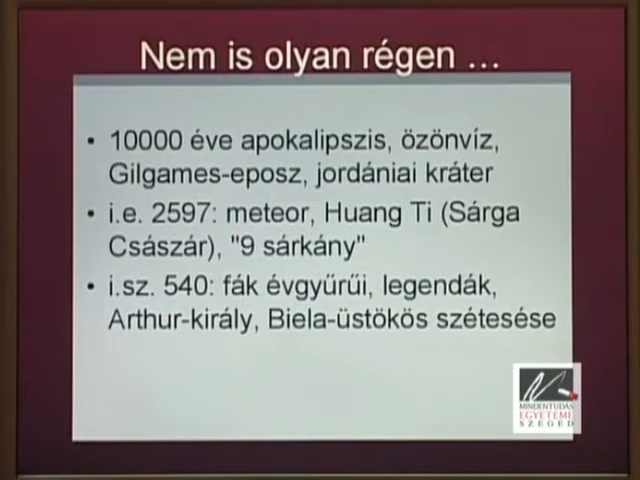 Nem is olyan régen ...
• 10000 éve apokalipszis, özönvíz,
Gilgames-eposz, jordániai kráter
• i.e. 2597: meteor, Huang Ti (Sárga
Császár), "9 sárkány"
• i.sz. 540: fák évgyűrűi, legendák,
Arthur-király, Biela-üstökös szétesése
MINDENTUDÁS
EGYETEME
SZEGED